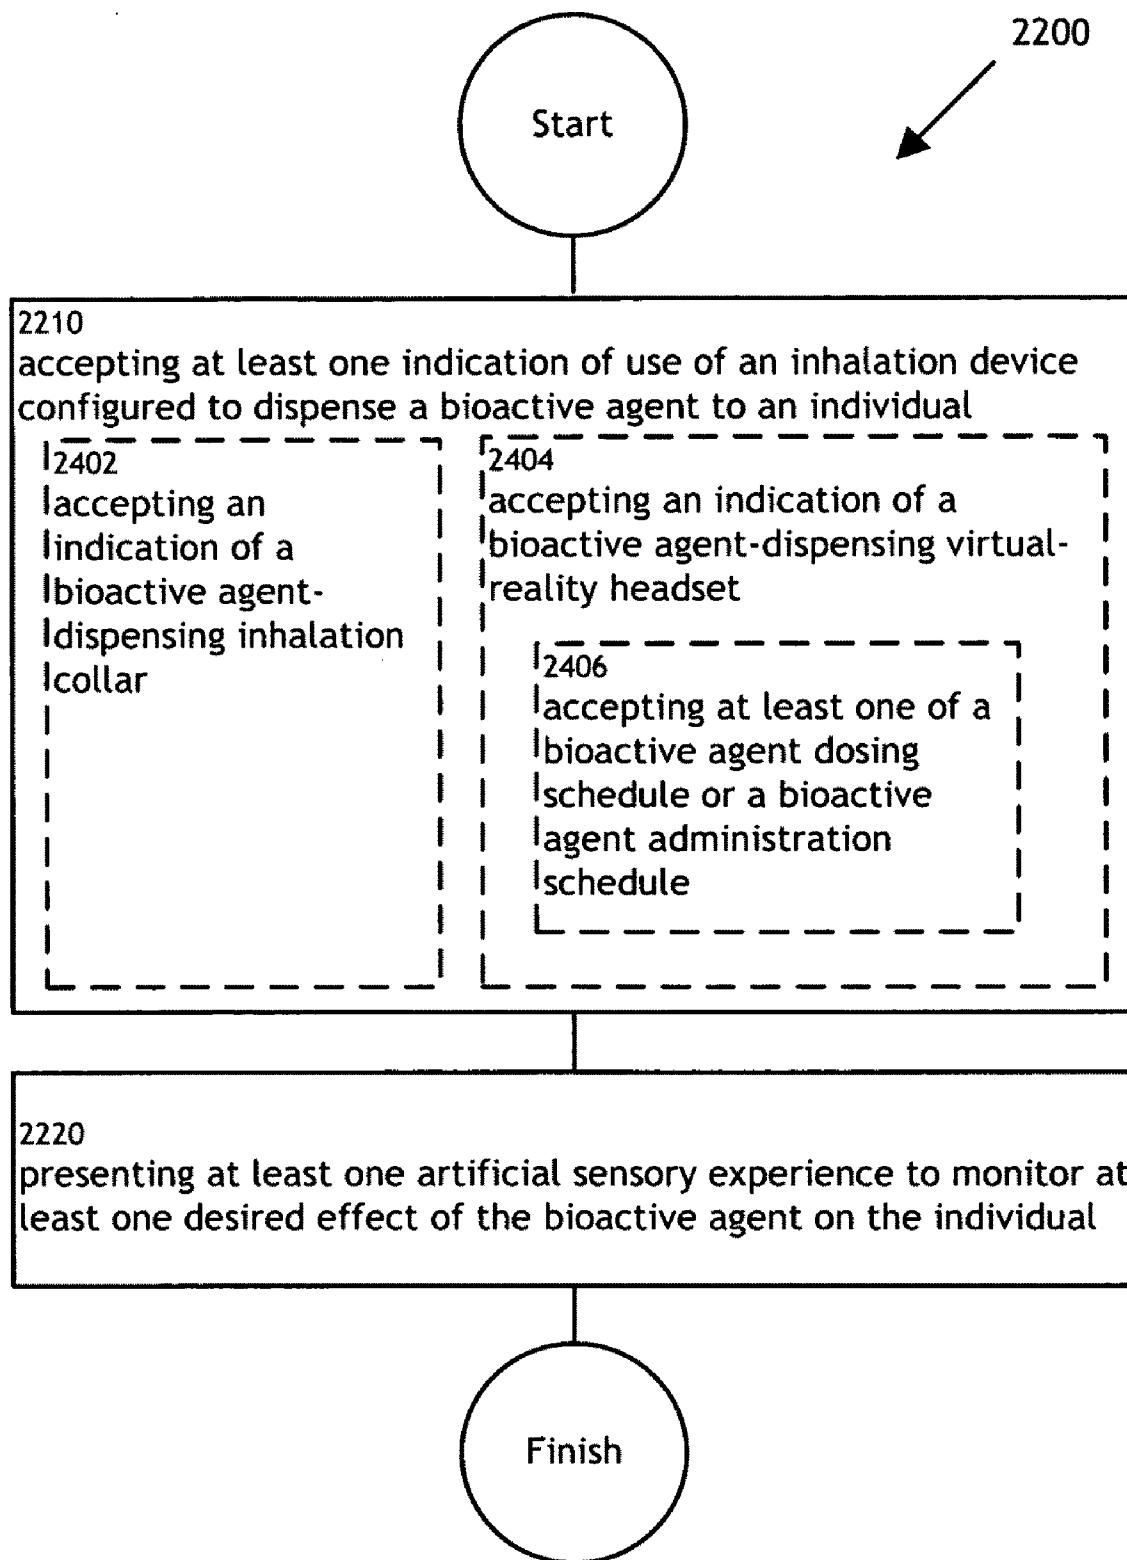 2200
Start
2210
accepting at least one indication of use of an inhalation device
configured to dispense a bioactive agent to an individual
2402
accepting an
indication of a
bioactive agent-
dispensing inhalation
collar
2404
accepting an indication of a
bioactive agent-dispensing virtual-
reality headset
2406
accepting at least one of a
bioactive agent dosing
schedule or a bioactive
agent administration
schedule
2220
presenting at least one artificial sensory experience to monitor at
least one desired effect of the bioactive agent on the individual
Finish